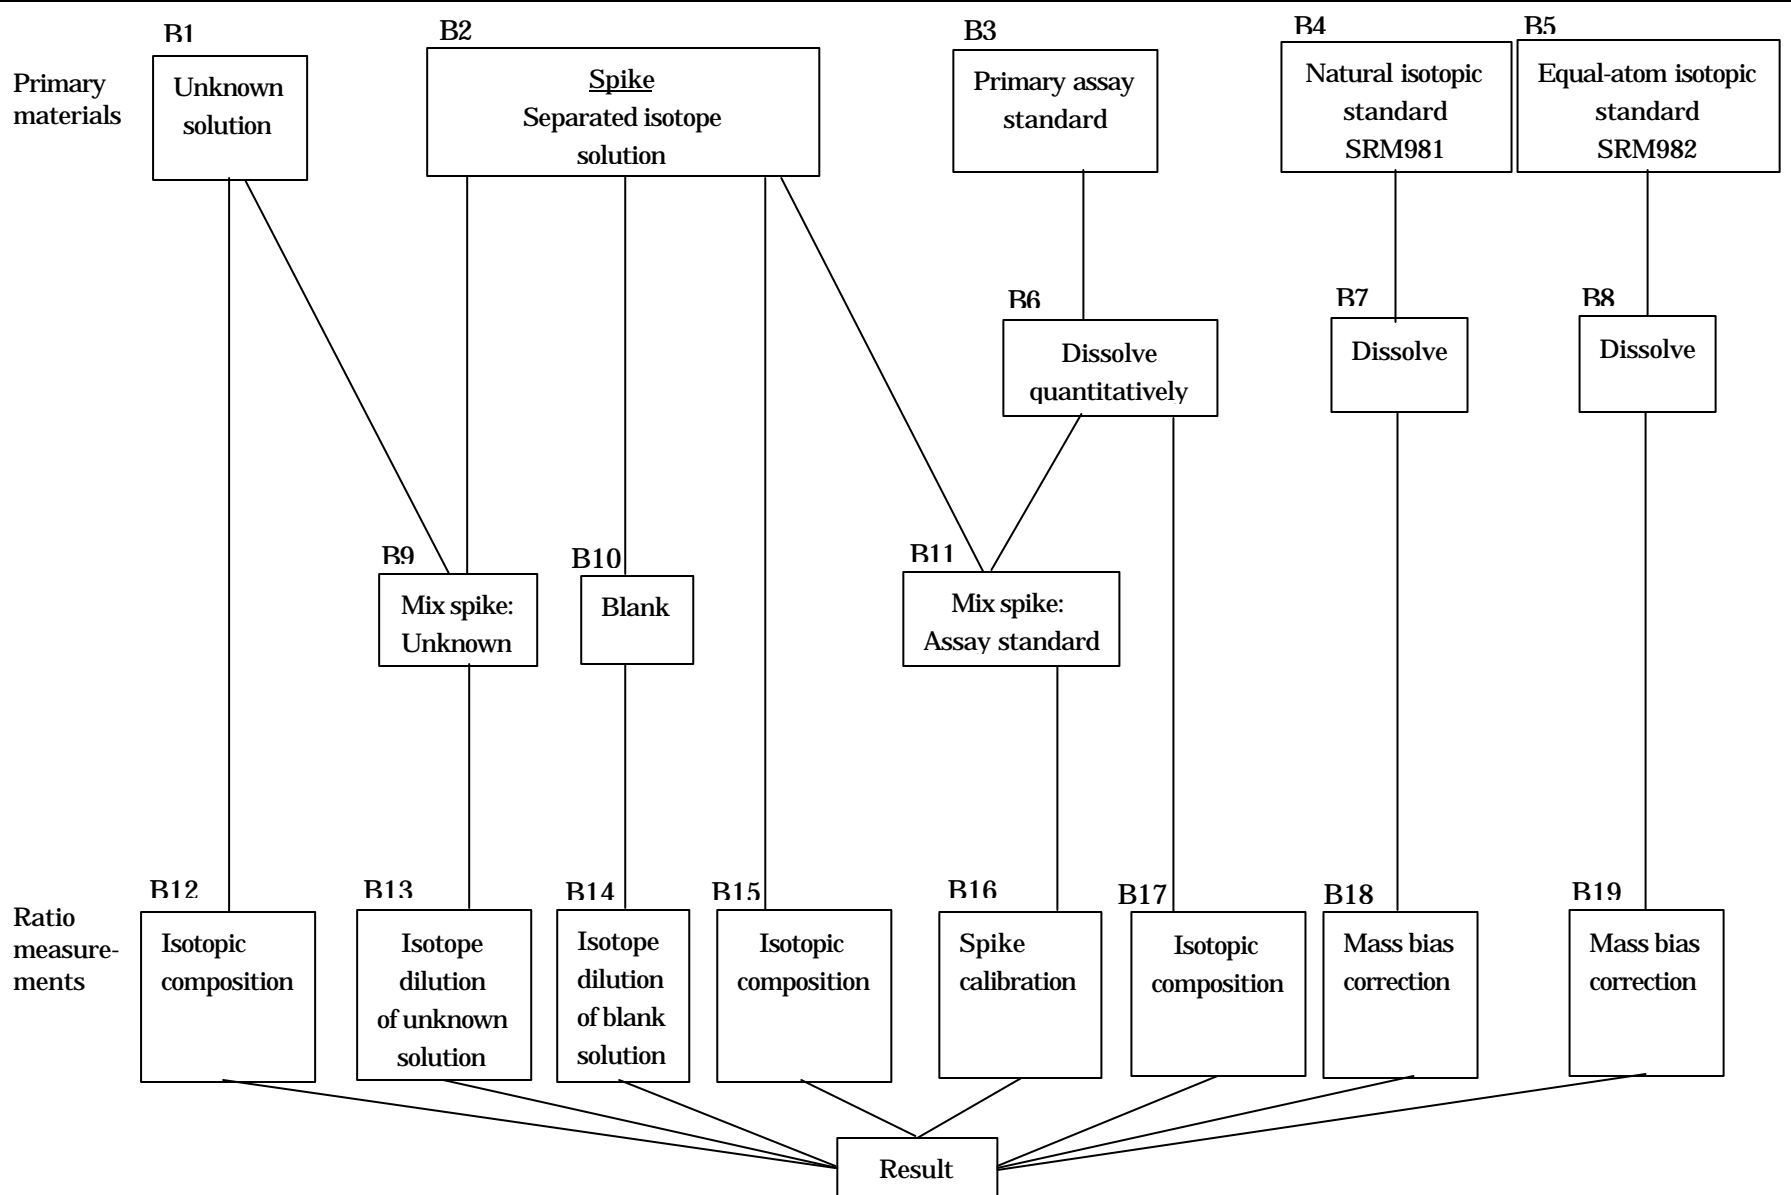 B1
B2
B3
B4
B5
Primary
materials
Unknown
solution
Spike
Separated isotope
solution
Primary assay
standard
Natural isotopic
standard
SRM981
Equal-atom isotopic
standard
SRM982
B6
B7
B8
Dissolve
quantitatively
Dissolve
Dissolve
B9
B10
B11
Mix spike:
Unknown
Blank
Mix spike:
Assay standard
B12
B13
B14
B15
B16
B17
B18
B19
Ratio
measure-
ments
Isotopic
composition
Isotope
dilution
of unknown
solution
Isotope
dilution
of blank
solution
Isotopic
composition
Spike
calibration
Isotopic
composition
Mass bias
correction
Mass bias
correction
Result